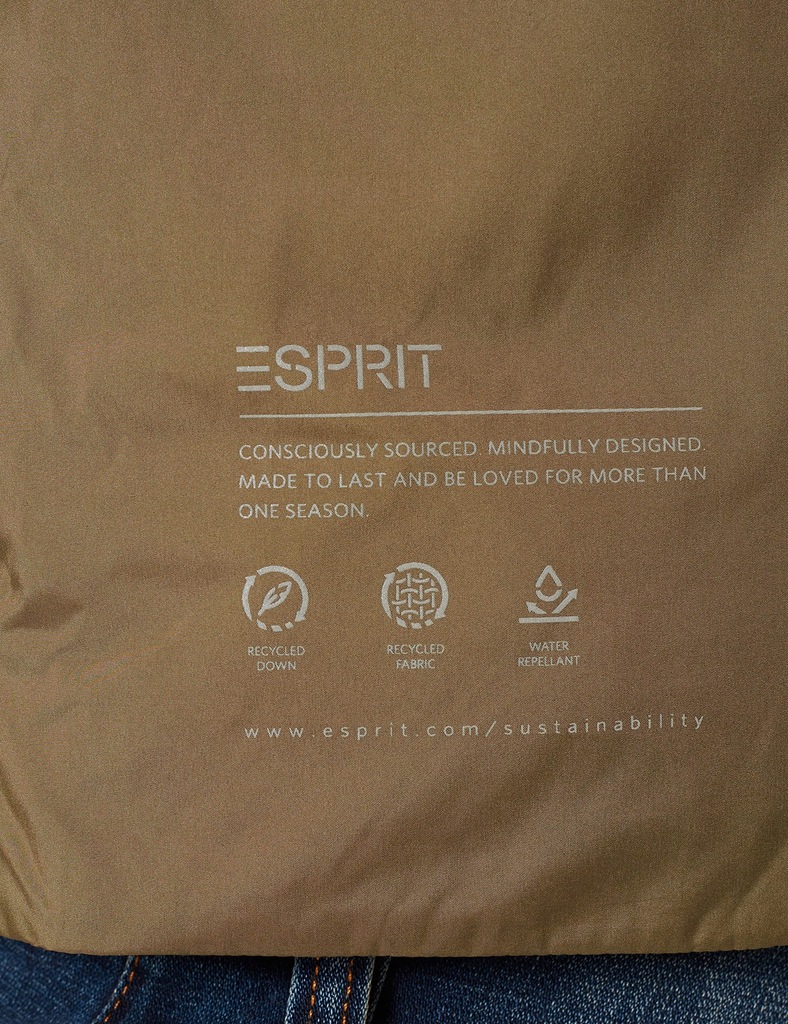 ESPRIT
CONSCIOUSLY SOURCED. MINDFULLY DESIGNED.
MADE TO LAST AND BE LOVED FOR MORE THAN
ONE SEASON.
RECYCLED
DOWN
RECYCLED
FABRIC
WATER
REPELLANT
www.esprit.com/sustainability